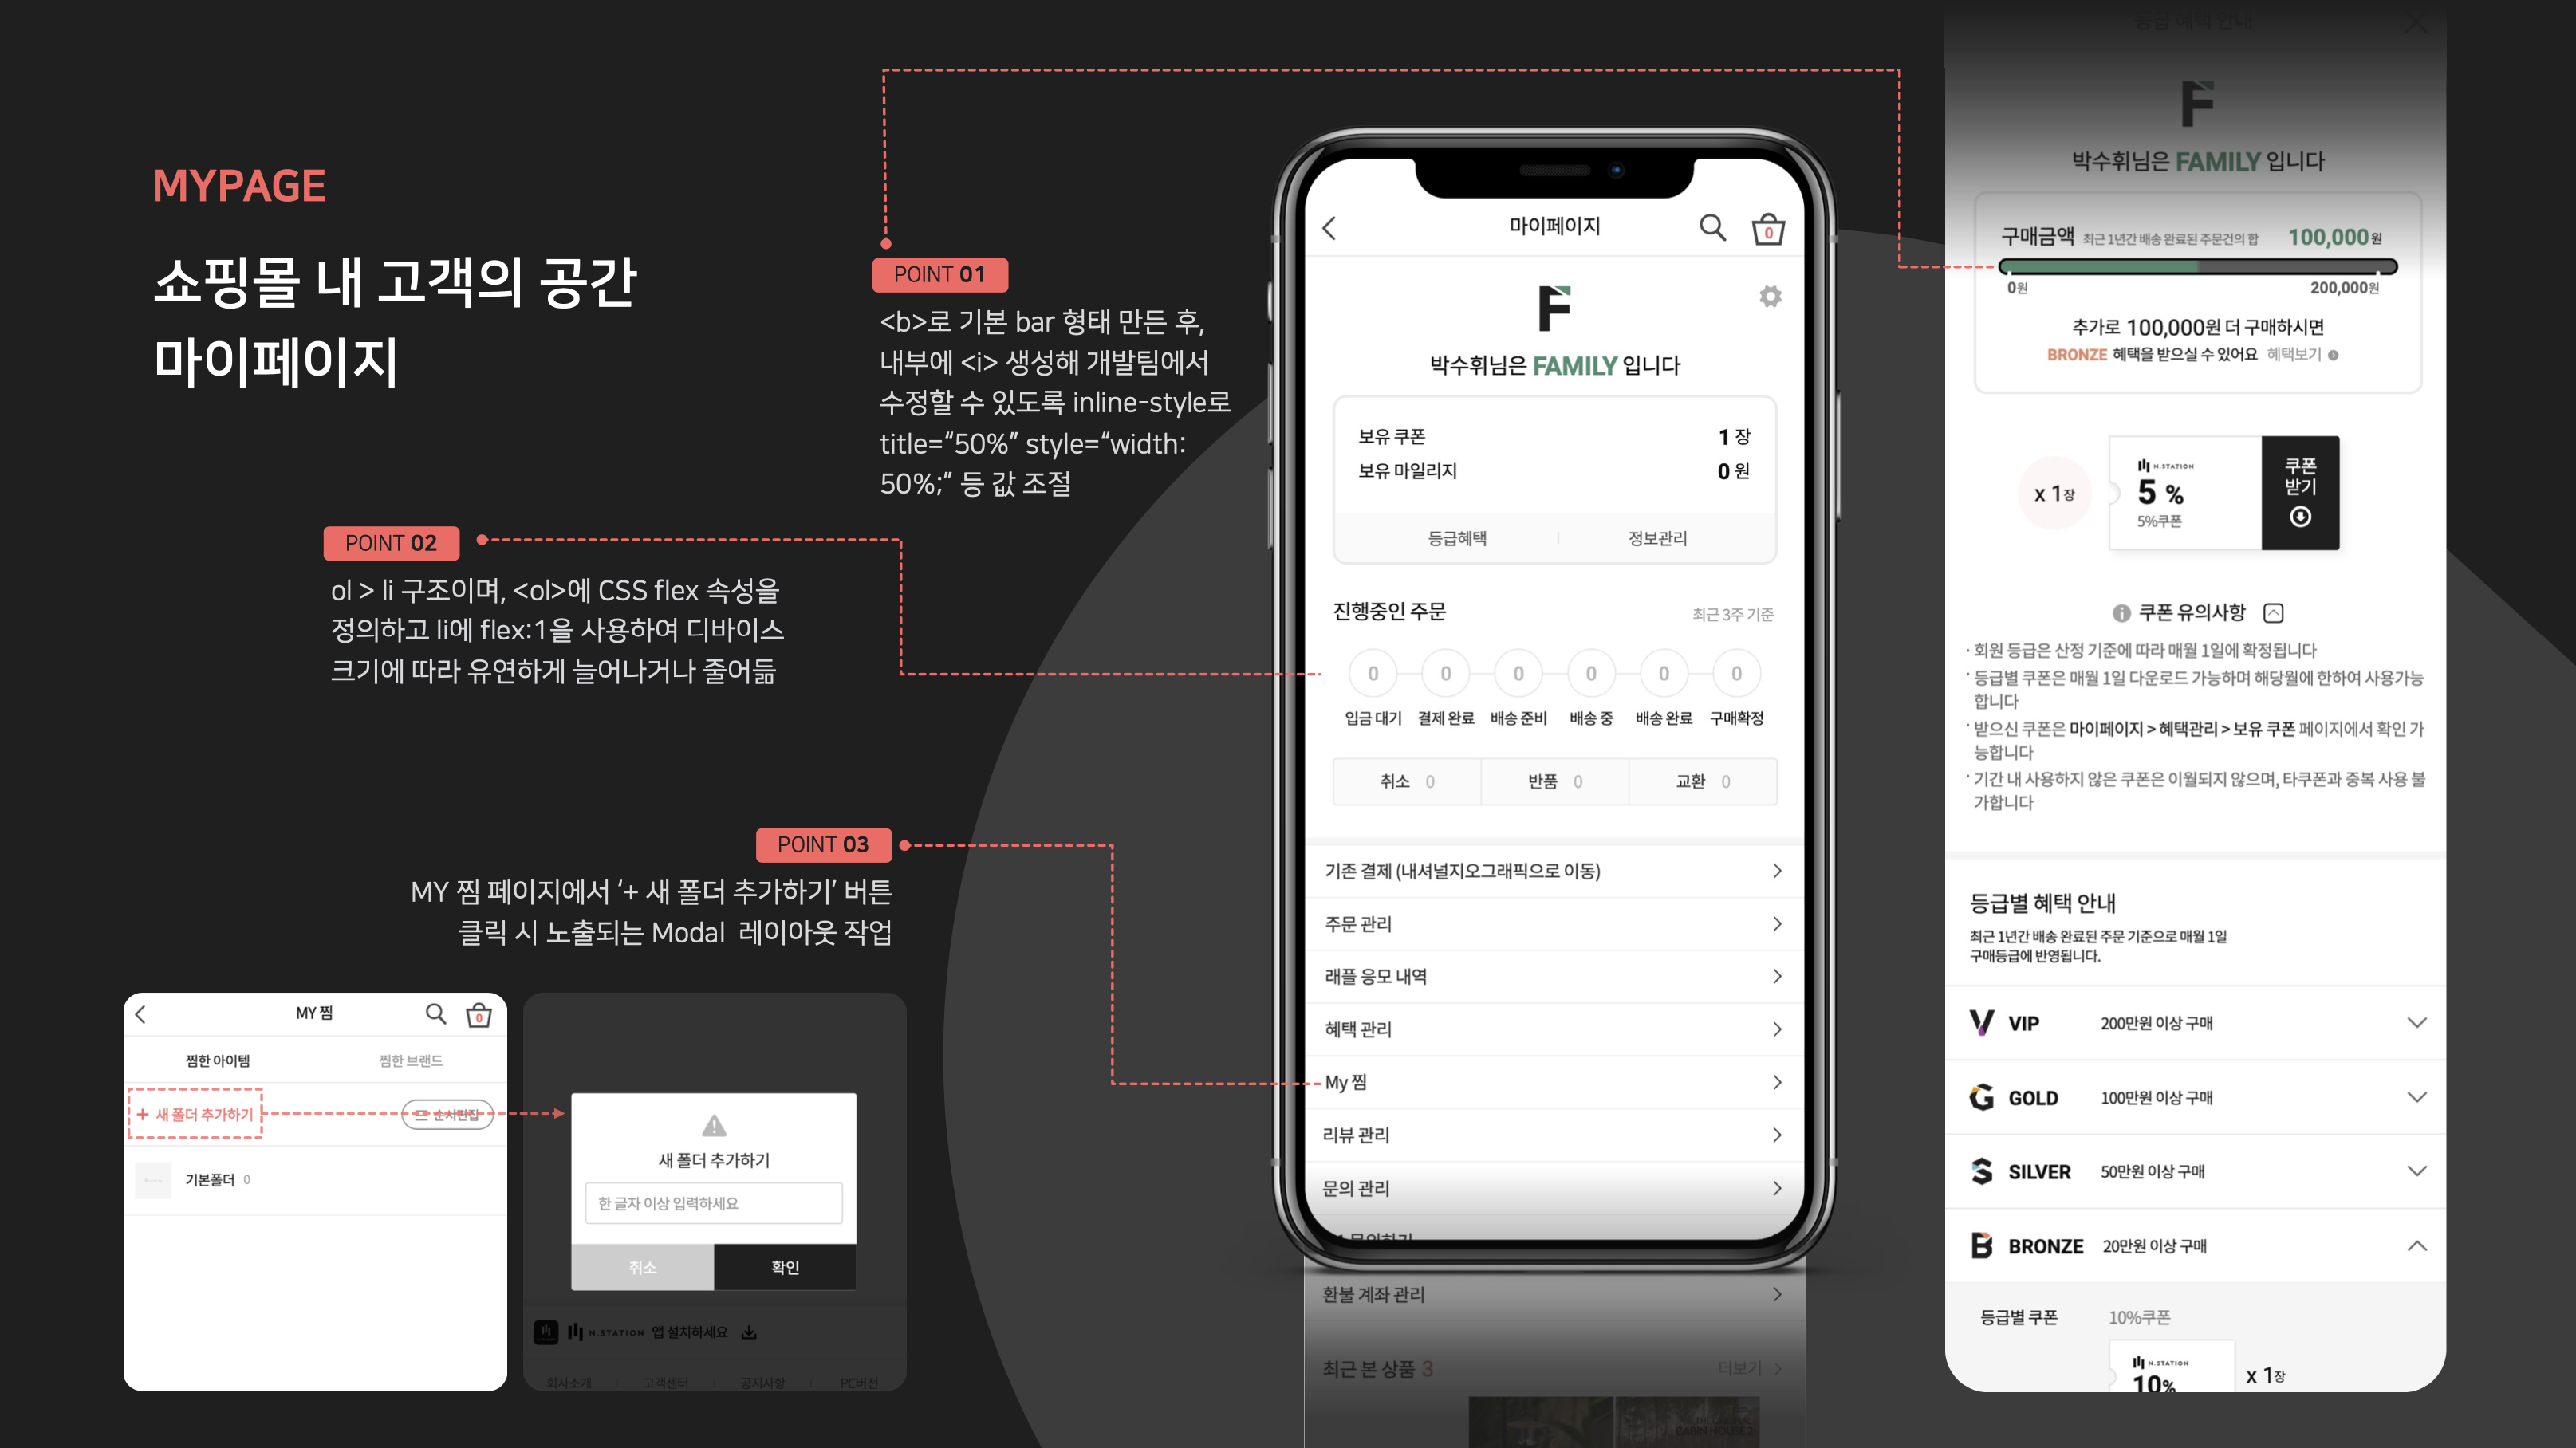 MYPAGE
쇼핑몰 내 고객의 공간
마이페이지
POINT 01
<b>로 기본 bar 형태 만든 후,
내부에 <i> 생성해 개발팀에서
수정할 수 있도록 inline-style로
title=“50%” style=“width:
50%;” 등 값 조절
POINT 02
ol > li 구조이며, <ol>에 CSS flex 속성을
정의하고 li에 flex:1을 사용하여 디바이스
크기에 따라 유연하게 늘어나거나 줄어듦
POINT 03
MY 찜 페이지에서 ‘+ 새 폴더 추가하기’ 버튼
클릭 시 노출되는 Modal 레이아웃 작업
MY 찜
0
찜한 아이템 찜한 브랜드
+ 새 폴더 추가하기 순서편집
기본폴더 0
새 폴더 추가하기
한 글자 이상 입력하세요
취소 확인
N.STATION 앱 설치하세요
회사소개 고객센터 공지사항 PC버전
마이페이지
0
F
박수휘님은 FAMILY 입니다
보유 쿠폰 1 장
보유 마일리지 0 원
등급혜택 정보관리
진행중인 주문 최근 3주 기준
0 0 0 0 0 0
입금 대기 결제 완료 배송 준비 배송 중 배송 완료 구매확정
취소 0 반품 0 교환 0
기존 결제 (내셔널지오그래픽으로 이동)
주문 관리
래플 응모 내역
혜택 관리
My 찜
리뷰 관리
문의 관리
환불 계좌 관리
최근 본 상품 3 더보기
CABIN HOUSE 2
등급 혜택 안내
F
박수휘님은 FAMILY 입니다
구매금액 최근 1년간 배송 완료된 주문건의 합 100,000원
0원 200,000원
추가로 100,000원 더 구매하시면
BRONZE 혜택을 받으실 수 있어요 혜택보기
x 1장
N.STATION
5 %
5%쿠폰
쿠폰
받기
쿠폰 유의사항
· 회원 등급은 산정 기준에 따라 매월 1일에 확정됩니다
· 등급별 쿠폰은 매월 1일 다운로드 가능하며 해당월에 한하여 사용가능
합니다
· 받으신 쿠폰은 마이페이지 > 혜택관리 > 보유 쿠폰 페이지에서 확인 가
능합니다
· 기간 내 사용하지 않은 쿠폰은 이월되지 않으며, 타쿠폰과 중복 사용 불
가합니다
등급별 혜택 안내
최근 1년간 배송 완료된 주문 기준으로 매월 1일
구매등급에 반영됩니다.
V VIP 200만원 이상 구매
G GOLD 100만원 이상 구매
S SILVER 50만원 이상 구매
B BRONZE 20만원 이상 구매
등급별 쿠폰 10%쿠폰
N.STATION
10%
x 1장